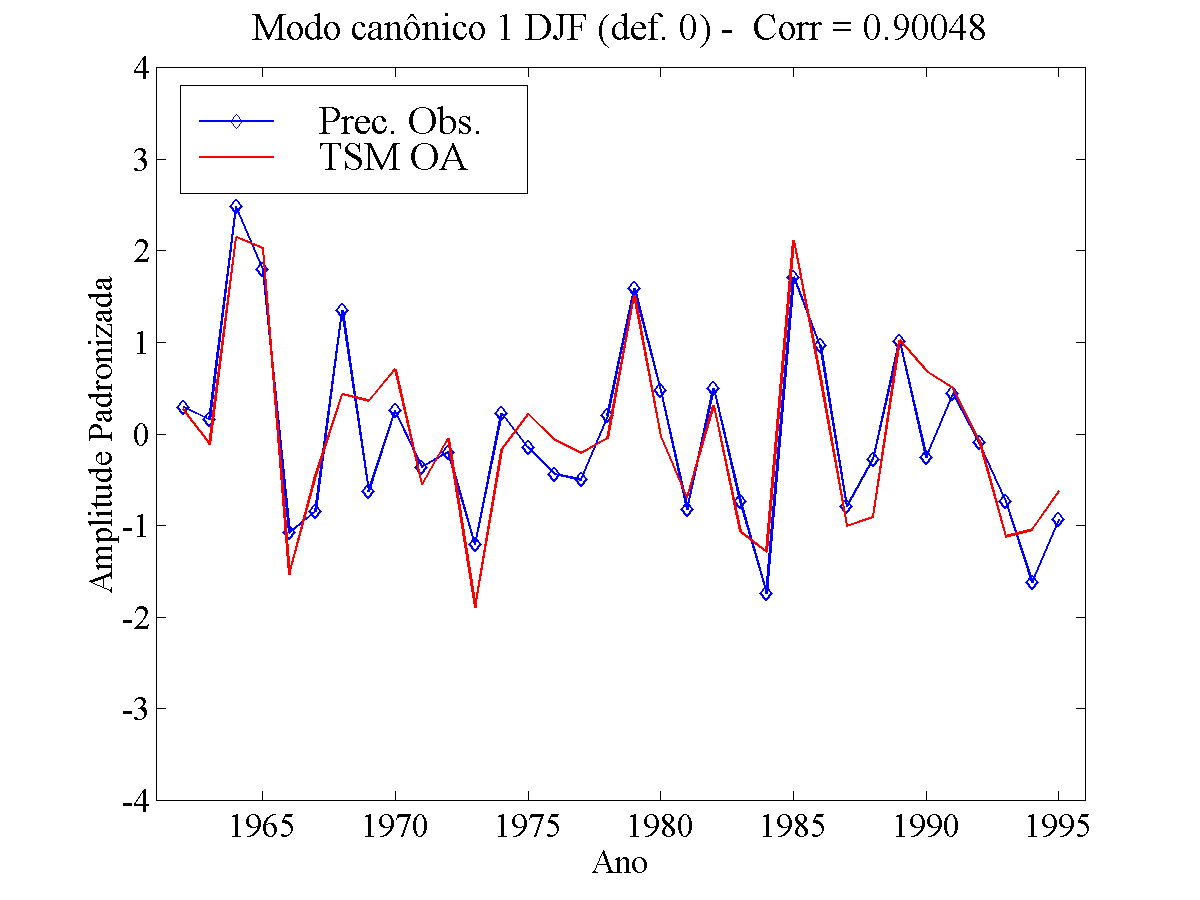 Modo canônico 1 DJF (def. 0) - Corr = 0.90048
4
3
2
1
0
-1
-2
-3
-4
Prec. Obs.
TSM OA
Amplitude Padronizada
1965 1970 1975 1980 1985 1990 1995
Ano